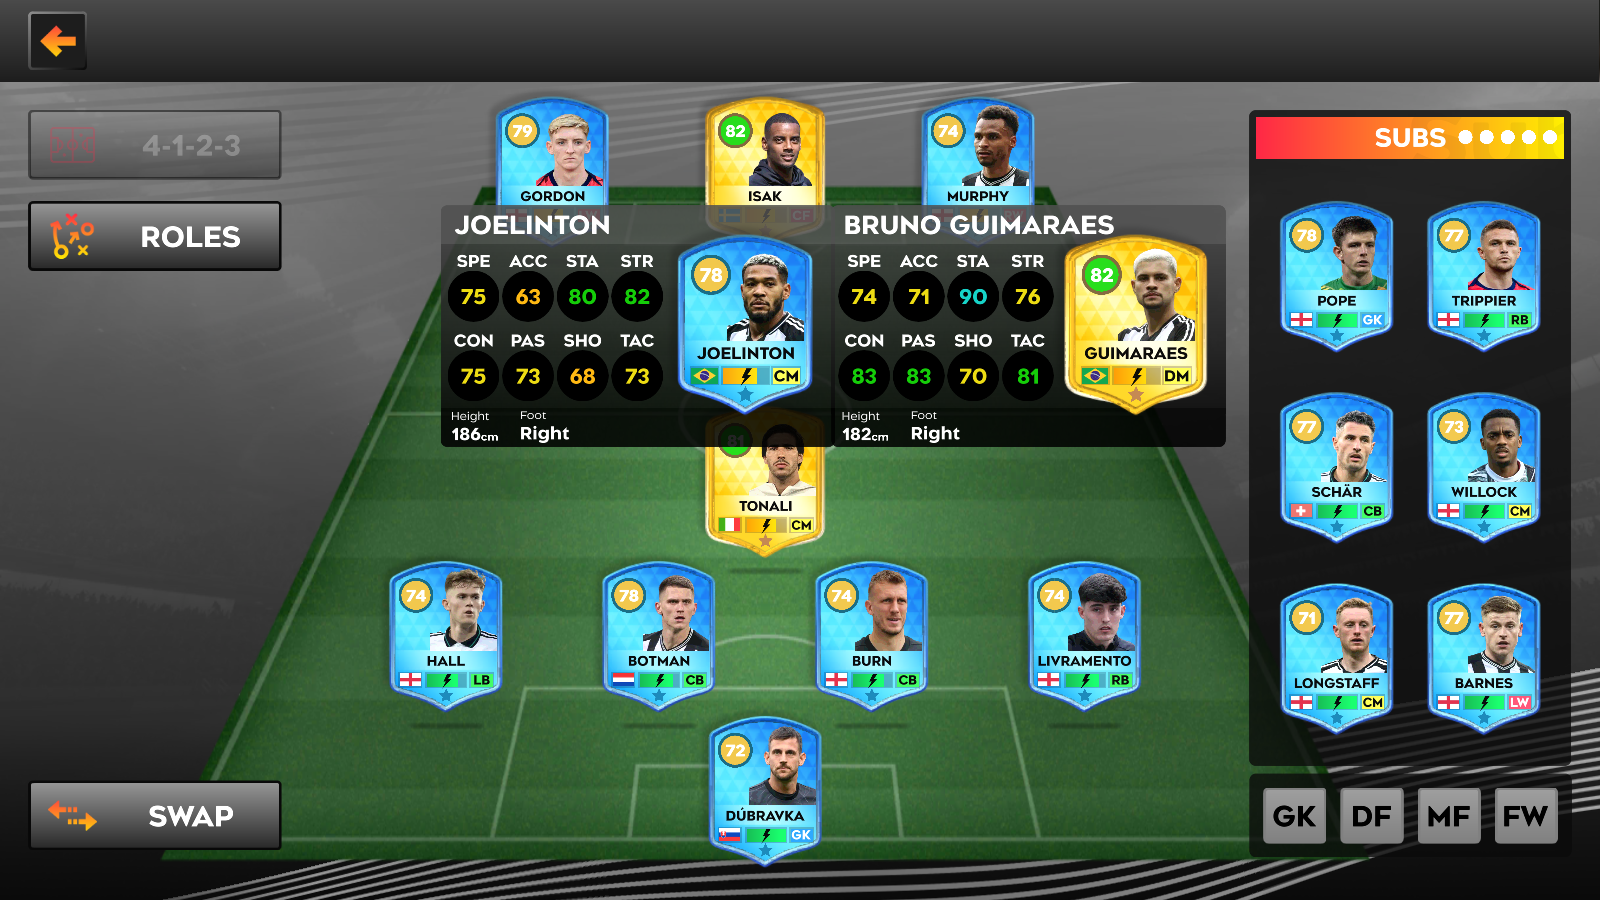 4-1-2-3
ROLES
SWAP
79
GORDON
82
ISAK
CF
74
MURPHY
JOELINTON
SPE ACC STA STR
75 63 80 82
CON PAS SHO TAC
75 73 68 73
Height
186cm
Foot
Right
78
JOELINTON
CM
BRUNO GUIMARAES
SPE ACC STA STR
74 71 90 76
CON PAS SHO TAC
83 83 70 81
Height
182cm
Foot
Right
82
GUIMARAES
DM
81
TONALI
CM
74
HALL
LB
78
BOTMAN
CB
74
BURN
CB
74
LIVRAMENTO
RB
72
DÚBRAVKA
GK
SUBS
78
POPE
GK
77
TRIPPIER
RB
77
SCHÄR
CB
73
WILLOCK
CM
71
LONGSTAFF
CM
77
BARNES
LW
GK DF MF FW